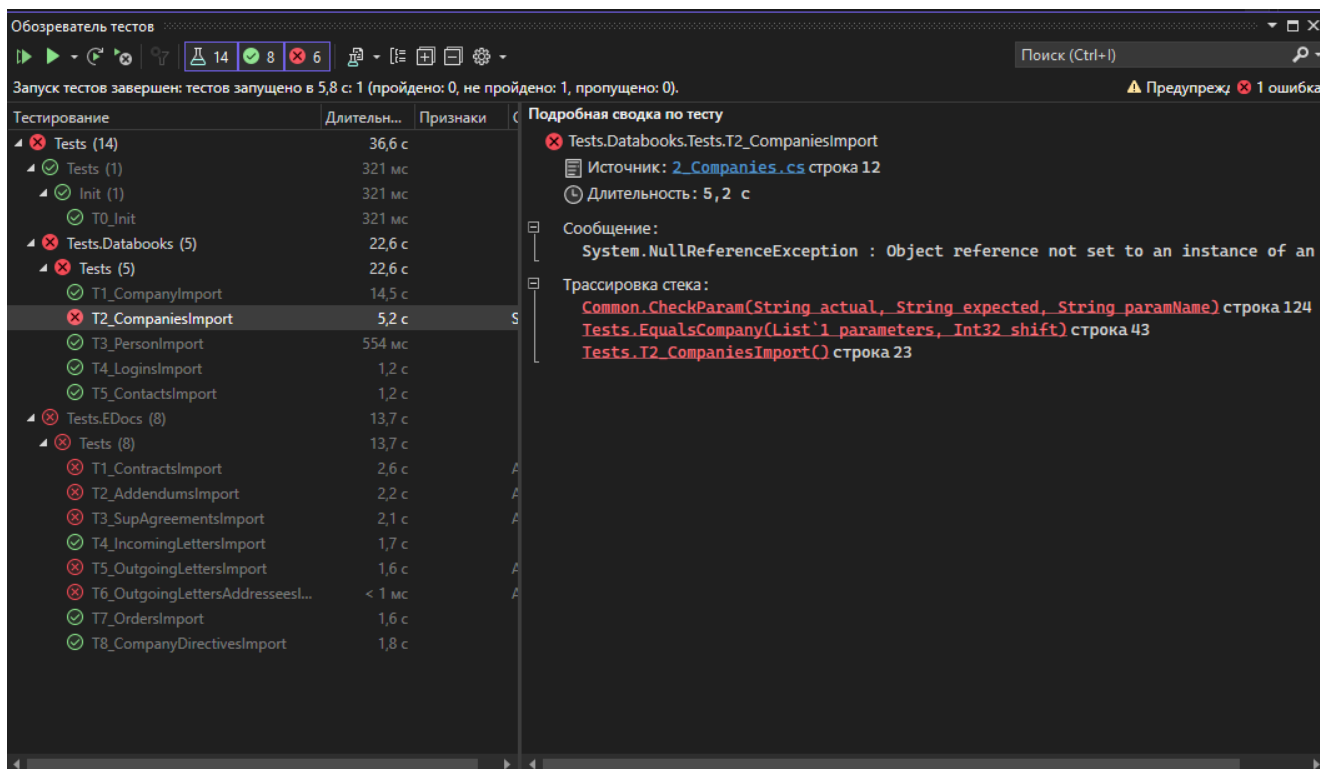 Обозреватель тестов
14 8 6 Поиск (Ctrl+I)
Запуск тестов завершен: тестов запущено в 5,8 с: 1 (пройдено: 0, не пройдено: 1, пропущено: 0). Предупреж 1 ошибка
Тестирование Длительн... Признаки
Tests (14) 36,6 с
Tests (1) 321 мс
Init (1) 321 мс
T0_Init 321 мс
Tests.Databooks (5) 22,6 с
Tests (5) 22,6 с
T1_CompanyImport 14,5 с
T2_CompaniesImport 5,2 с S
T3_PersonImport 554 мс
T4_LoginsImport 1,2 с
T5_ContactsImport 1,2 с
Tests.EDocs (8) 13,7 с
Tests (8) 13,7 с
T1_ContractsImport 2,6 с A
T2_AddendumsImport 2,2 с A
T3_SupAgreementsImport 2,1 с A
T4_IncomingLettersImport 1,7 с
T5_OutgoingLettersImport 1,6 с A
T6_OutgoingLettersAddresseesI... < 1 мс A
T7_OrdersImport 1,6 с
T8_CompanyDirectivesImport 1,8 с
Подробная сводка по тесту
Tests.Databooks.Tests.T2_CompaniesImport
Источник: 2_Companies.cs строка 12
Длительность: 5,2 с
Сообщение:
System.NullReferenceException : Object reference not set to an instance of an
Трассировка стека:
Common.CheckParam(String actual, String expected, String paramName) строка 124
Tests.EqualsCompany(List`1 parameters, Int32 shift) строка 43
Tests.T2_CompaniesImport() строка 23